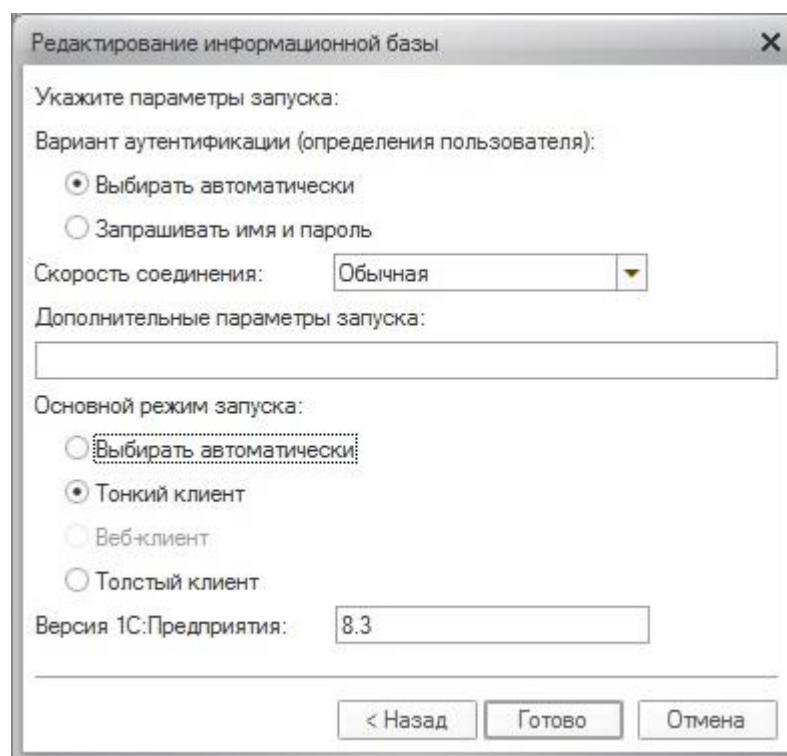 Редактирование информационной базы
Укажите параметры запуска:
Вариант аутентификации (определения пользователя):
Выбирать автоматически
Запрашивать имя и пароль
Скорость соединения: Обычная
Дополнительные параметры запуска:
Основной режим запуска:
Выбирать автоматически
Тонкий клиент
Веб-клиент
Толстый клиент
Версия 1С:Предприятия: 8.3
< Назад Готово Отмена